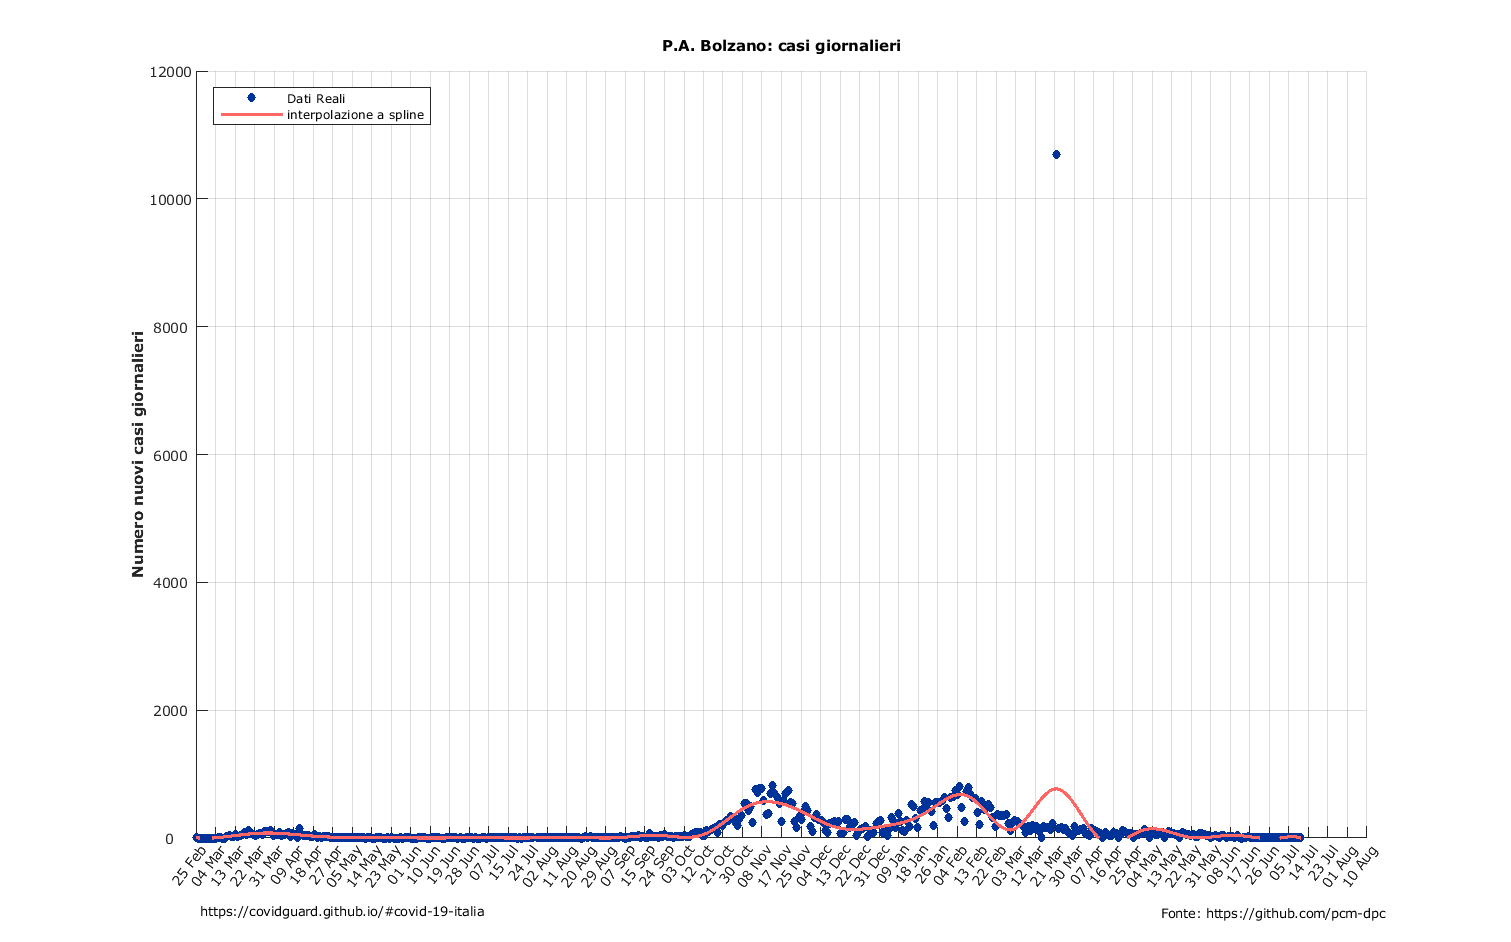 P.A. Bolzano: casi giornalieri
12000
10000
8000
6000
4000
2000
0
Dati Reali
interpolazione a spline
Numero nuovi casi giornalieri
25 Feb
04 Mar
13 Mar
22 Mar
31 Mar
09 Apr
18 Apr
27 Apr
05 May
14 May
23 May
01 Jun
10 Jun
19 Jun
28 Jun
07 Jul
15 Jul
24 Jul
02 Aug
11 Aug
20 Aug
29 Aug
07 Sep
15 Sep
24 Sep
03 Oct
12 Oct
21 Oct
30 Oct
08 Nov
17 Nov
25 Nov
04 Dec
13 Dec
22 Dec
31 Dec
09 Jan
18 Jan
26 Jan
04 Feb
13 Feb
22 Feb
03 Mar
12 Mar
21 Mar
30 Mar
07 Apr
16 Apr
25 Apr
04 May
13 May
22 May
31 May
08 Jun
17 Jun
26 Jun
05 Jul
14 Jul
23 Jul
01 Aug
10 Aug
https://covidguard.github.io/#covid-19-italia
Fonte: https://github.com/pcm-dpc